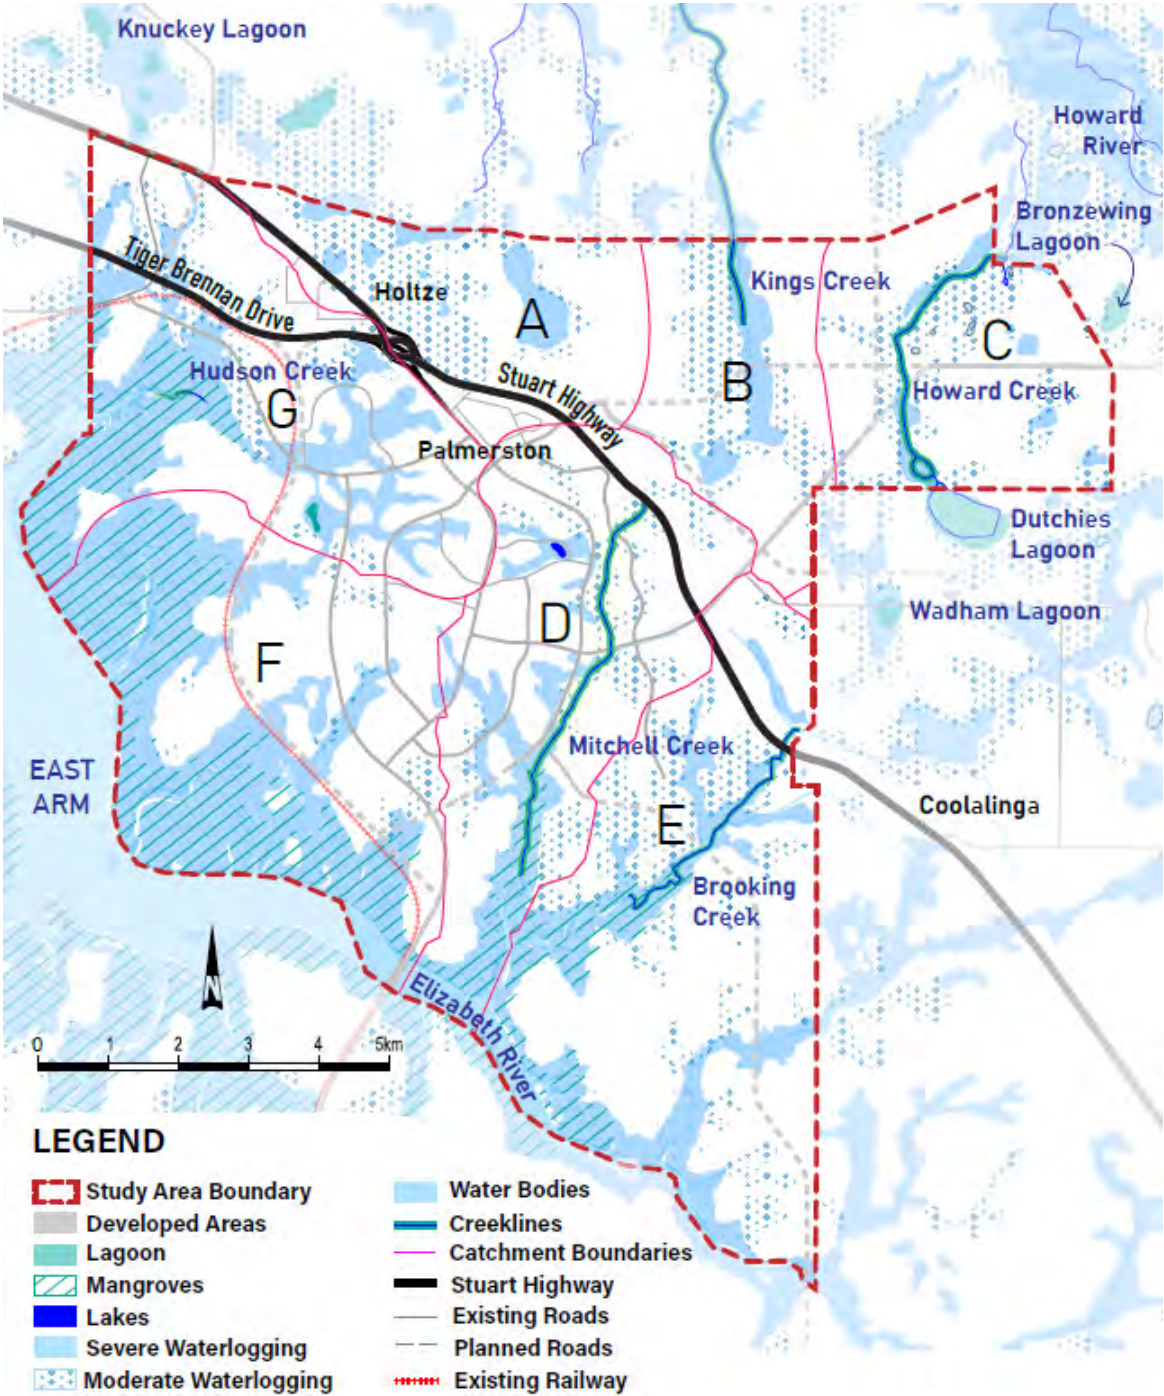 Knuckey Lagoon
Howard
River
Bronzewing
Lagoon
Tiger Brennan Drive
Holtze
Kings Creek
A
C
Stuart Highway
Hudson Creek
B
Howard Creek
G
Palmerston
Dutchies
Lagoon
D
Wadham Lagoon
F
Mitchell Creek
EAST
ARM
E
Coolalinga
Brooking
Creek
N
Elizabeth River
0 1 2 3 4 5km
LEGEND
Study Area Boundary
Developed Areas
Lagoon
Mangroves
Lakes
Severe Waterlogging
Moderate Waterlogging
Water Bodies
Creeklines
Catchment Boundaries
Stuart Highway
Existing Roads
Planned Roads
Existing Railway